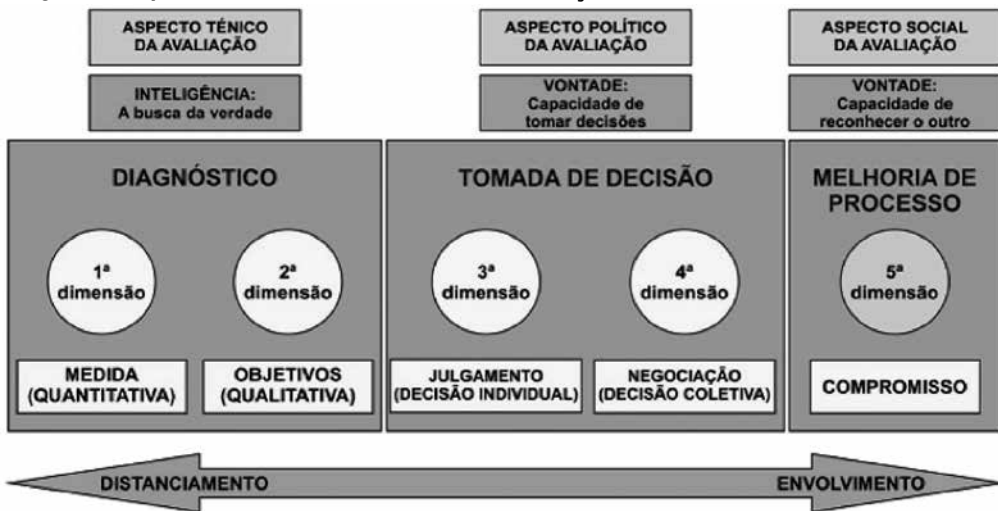 ASPECTO TÉNICO
DA AVALIAÇÃO
ASPECTO POLÍTICO
DA AVALIAÇÃO
ASPECTO SOCIAL
DA AVALIAÇÃO
INTELIGÊNCIA:
A busca da verdade
VONTADE:
Capacidade de
tomar decisões
VONTADE:
Capacidade de
reconhecer o outro
DIAGNÓSTICO
TOMADA DE DECISÃO
MELHORIA DE
PROCESSO
1ª
dimensão
2ª
dimensão
3ª
dimensão
4ª
dimensão
5ª
dimensão
MEDIDA
(QUANTITATIVA)
OBJETIVOS
(QUALITATIVA)
JULGAMENTO
(DECISÃO INDIVIDUAL)
NEGOCIAÇÃO
(DECISÃO COLETIVA)
COMPROMISSO
DISTANCIAMENTO
ENVOLVIMENTO